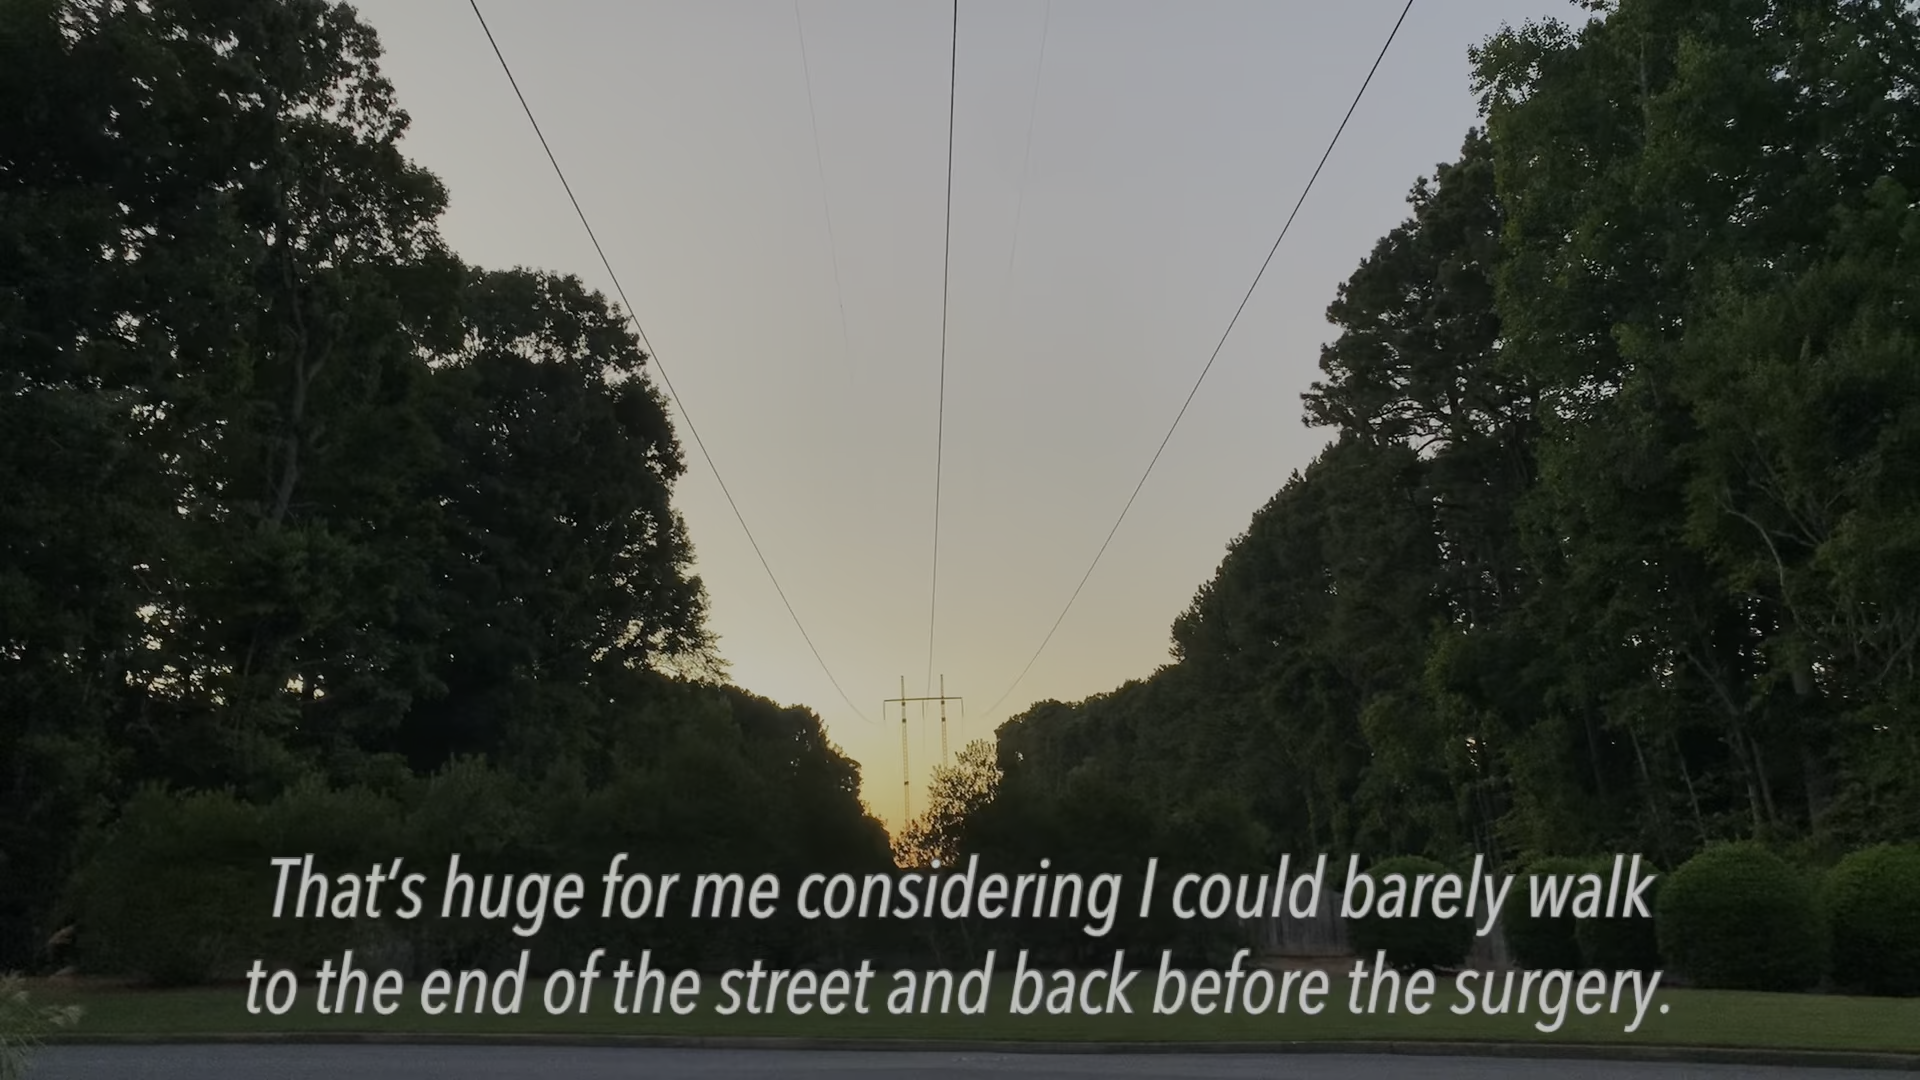 That's huge for me considering I could barely walk
to the end of the street and back before the surgery.